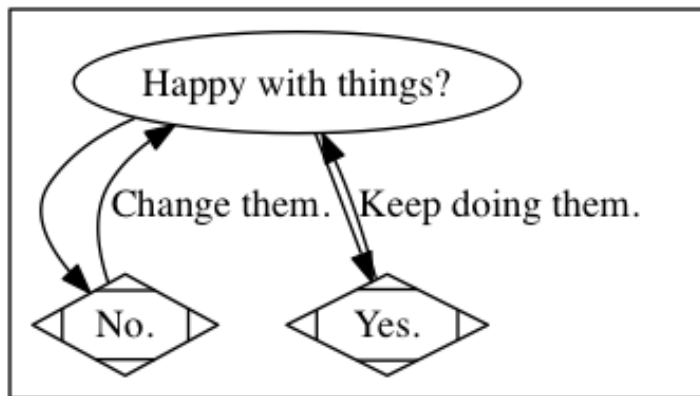 Happy with things?
Change them. Keep doing them.
No. Yes.